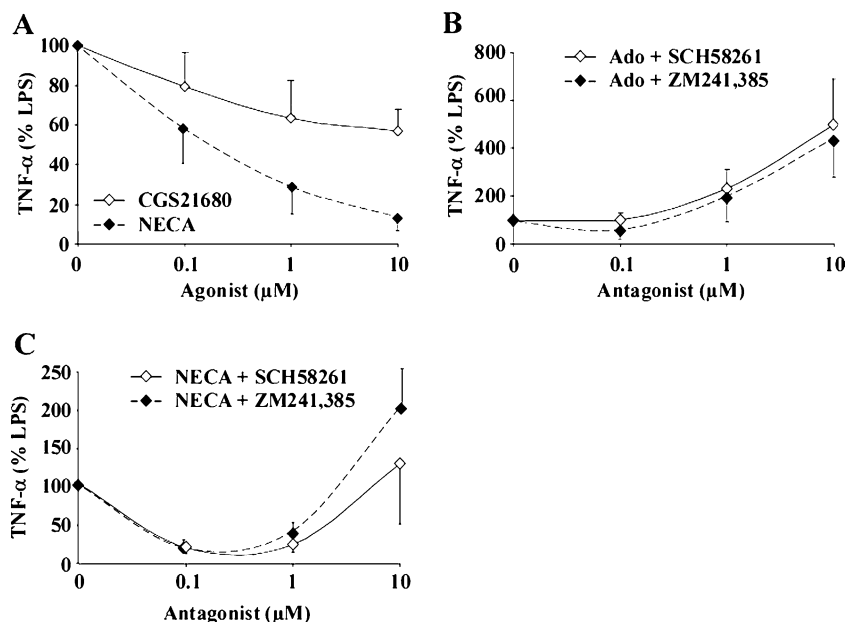 A
TNF-α (% LPS)
100
80
60
40
20
0
CGS21680
NECA
0 0.1 1 10
Agonist (μM)
B
TNF-α (% LPS)
800
600
400
200
0
Ado + SCH58261
Ado + ZM241,385
0 0.1 1 10
Antagonist (μM)
C
TNF-α (% LPS)
250
200
150
100
50
0
NECA + SCH58261
NECA + ZM241,385
0 0.1 1 10
Antagonist (μM)